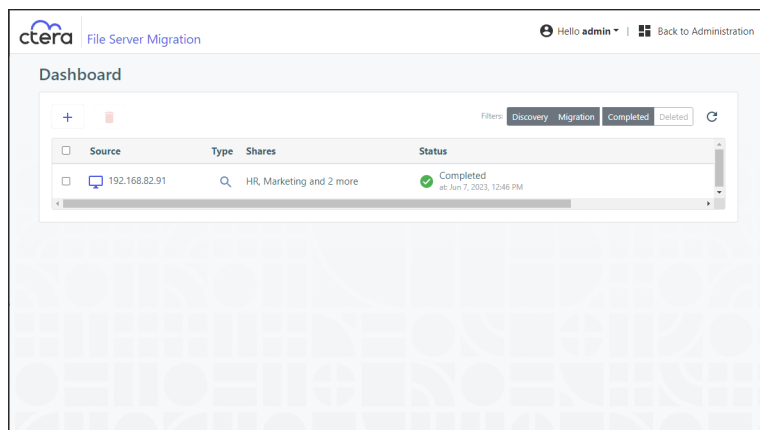 ctera File Server Migration Hello admin | Back to Administration
Dashboard
+ Filters: Discovery Migration Completed Deleted
Source Type Shares Status
192.168.82.91 HR, Marketing and 2 more Completed
at: Jun 7, 2023, 12:46 PM